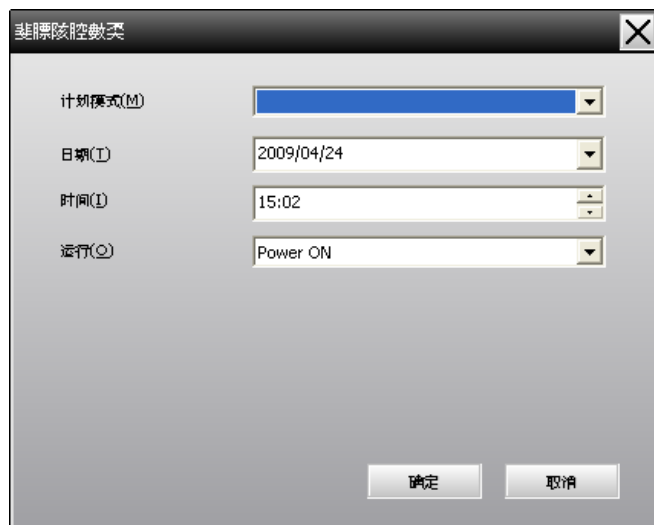 斐膘陔腔數赻
计划模式(M)
日期(T)
2009/04/24
时间(I)
15:02
运行(O)
Power ON
确定
取消